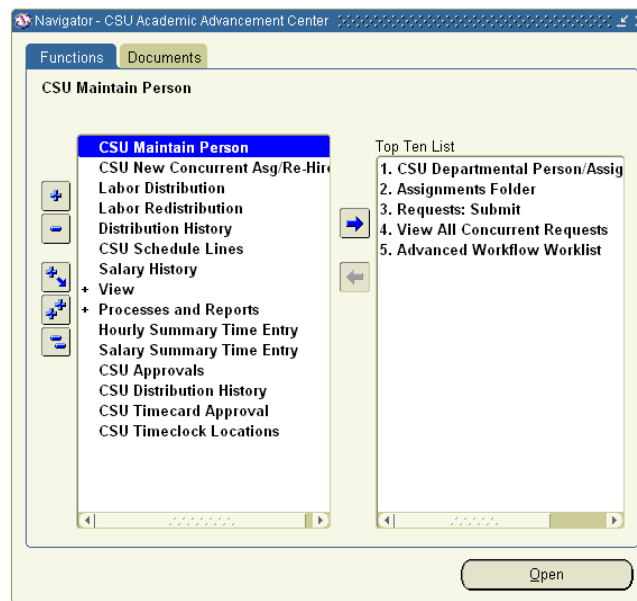 Navigator - CSU Academic Advancement Center
Functions
Documents
CSU Maintain Person
CSU Maintain Person
CSU New Concurrent Asg/Re-Hire
Labor Distribution
Labor Redistribution
Distribution History
CSU Schedule Lines
Salary History
+ View
+ Processes and Reports
Hourly Summary Time Entry
Salary Summary Time Entry
CSU Approvals
CSU Distribution History
CSU Timecard Approval
CSU Timeclock Locations
Top Ten List
1. CSU Departmental Person/Assig
2. Assignments Folder
3. Requests: Submit
4. View All Concurrent Requests
5. Advanced Workflow Worklist
Open